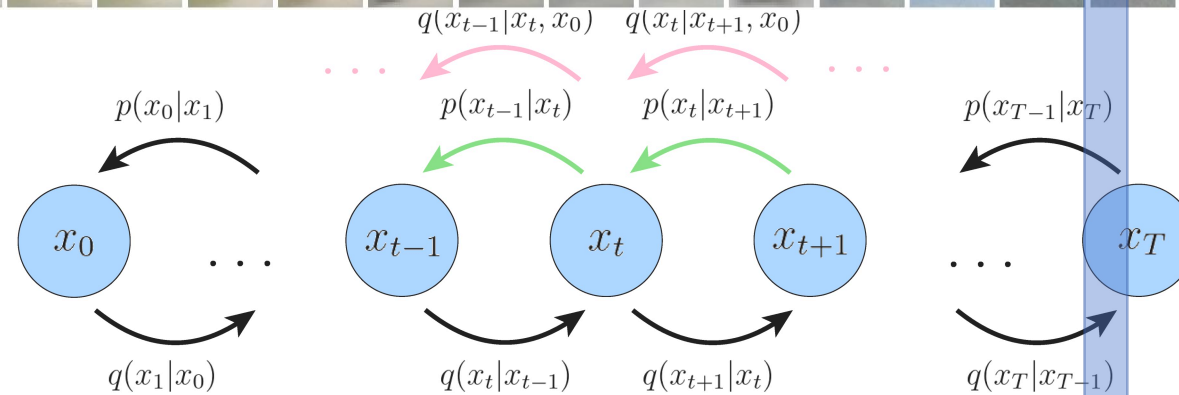 q(x_{t-1}|x_t, x_0) q(x_t|x_{t+1}, x_0)
. . . . . .
p(x_0|x_1) p(x_{t-1}|x_t) p(x_t|x_{t+1}) p(x_{T-1}|x_T)
x_0 . . . x_{t-1} x_t x_{t+1} . . . x_T
q(x_1|x_0) q(x_t|x_{t-1}) q(x_{t+1}|x_t) q(x_T|x_{T-1})